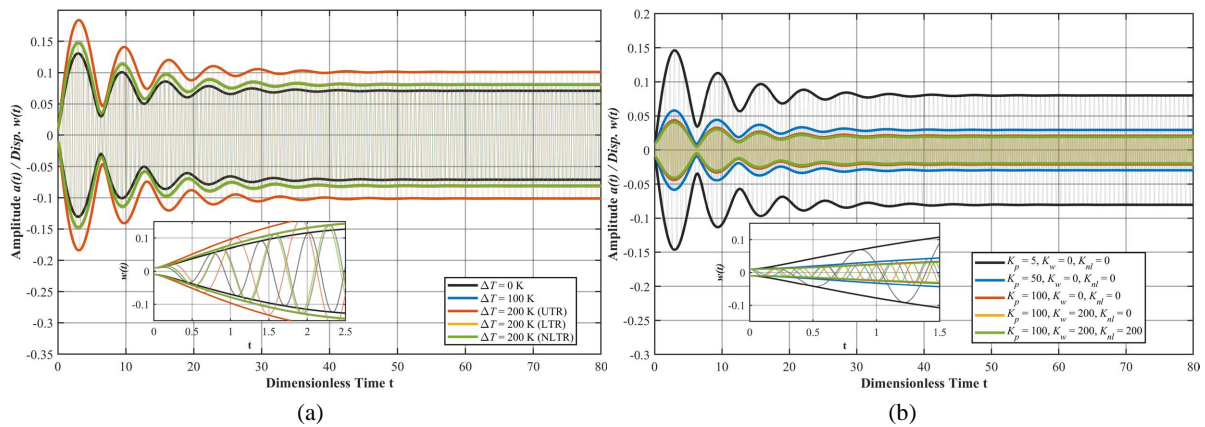 0.15
0.1
0.05
0
-0.05
-0.1
-0.15
-0.2
-0.25
-0.3
-0.35
Amplitude a(t) / Disp. w(t)
0 10 20 30 40 50 60 70 80
Dimensionless Time t
0.1
0
-0.1
w(t)
0 0.5 1.0 1.5 2.0 2.5
t
ΔT = 0 K
ΔT = 100 K
ΔT = 200 K (UTR)
ΔT = 200 K (LTR)
ΔT = 200 K (NLTR)
(a)
0.2
0.15
0.1
0.05
0
-0.05
-0.1
-0.15
-0.2
-0.25
-0.3
Amplitude a(t) / Disp. w(t)
0 10 20 30 40 50 60 70 80
Dimensionless Time t
0.1
0
-0.1
w(t)
0 0.5 1 1.5
t
K_p = 5, K_w = 0, K_nl = 0
K_p = 50, K_w = 0, K_nl = 0
K_p = 100, K_w = 0, K_nl = 0
K_p = 100, K_w = 200, K_nl = 0
K_p = 100, K_w = 200, K_nl = 200
(b)